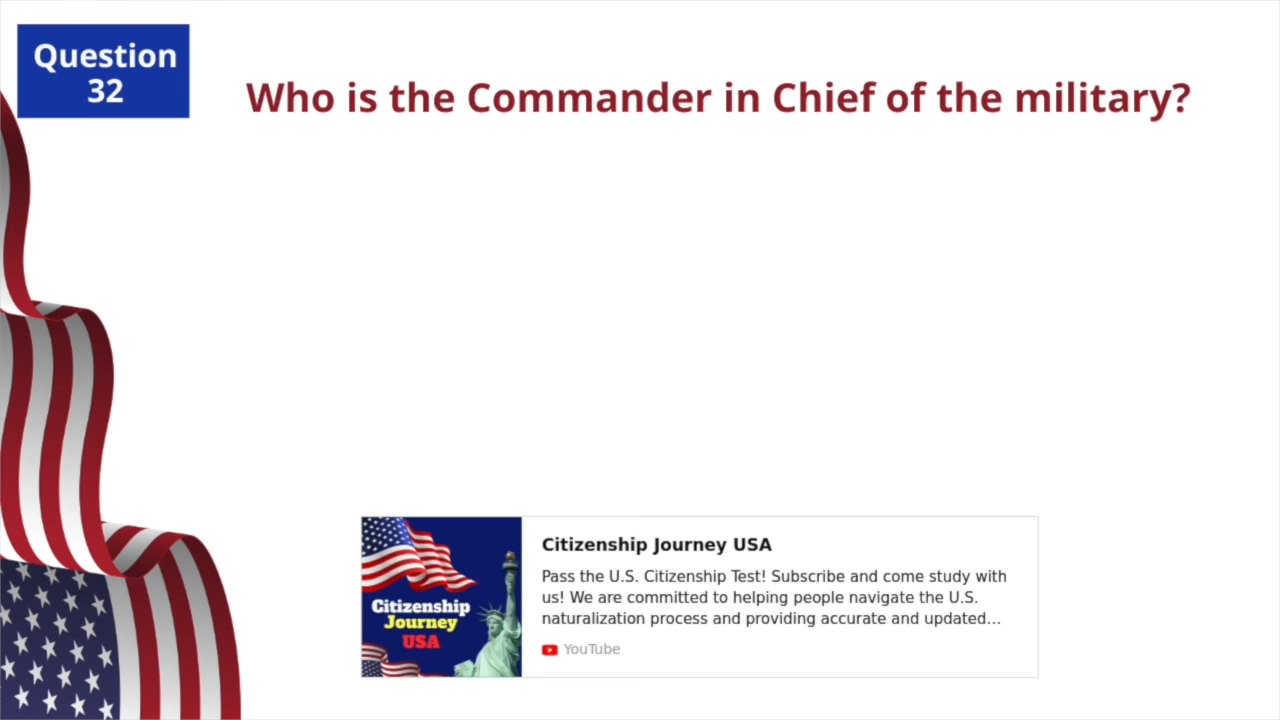 Question
32
Who is the Commander in Chief of the military?
Citizenship
Journey
USA
Citizenship Journey USA
Pass the U.S. Citizenship Test! Subscribe and come study with
us! We are committed to helping people navigate the U.S.
naturalization process and providing accurate and updated...
YouTube